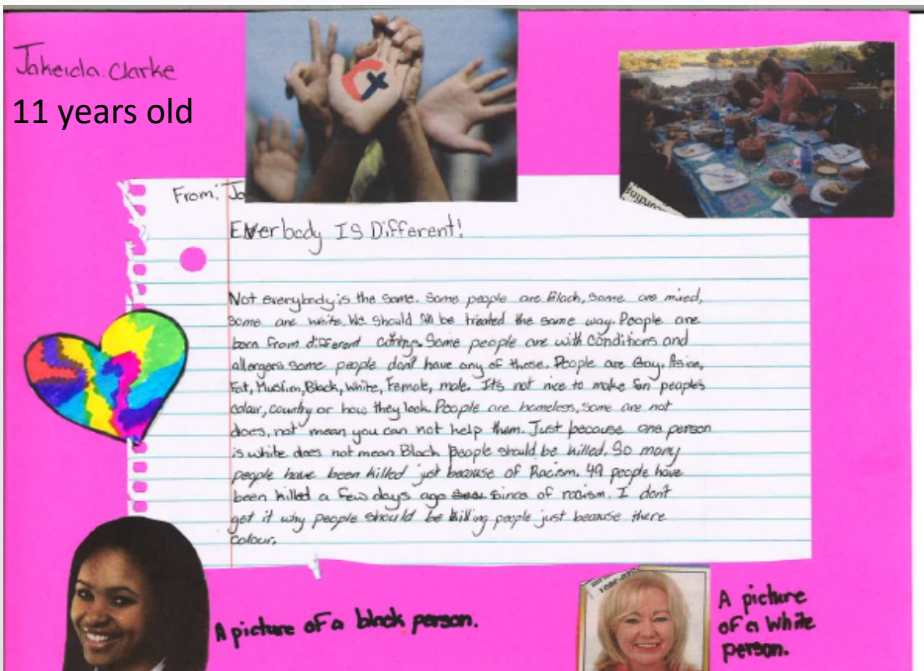 Jakeida Clarke
11 years old
From; Ja
Everbody IS Different!
Not everybody is the same. Some people are Black, some are mixed,
some are white. We should all be treated the same way. People are
born from different . Some people are with conditions and
allergens some people don't have any of these. People are Gay, Asian,
Fat, Muslim, Black, White, Female, male. Its not nice to make fun people's
colour, country or how they look. People are homeless, some are not
does, not mean you can not help them. Just because one person
is white does not mean Black people should be killed. So many
people have been killed just because of Racism. 49 people have
been killed a few days ago since of racism. I don't
get it why people should be killing people just because there
colour.
A picture of a black person.
A picture
of a white
person.